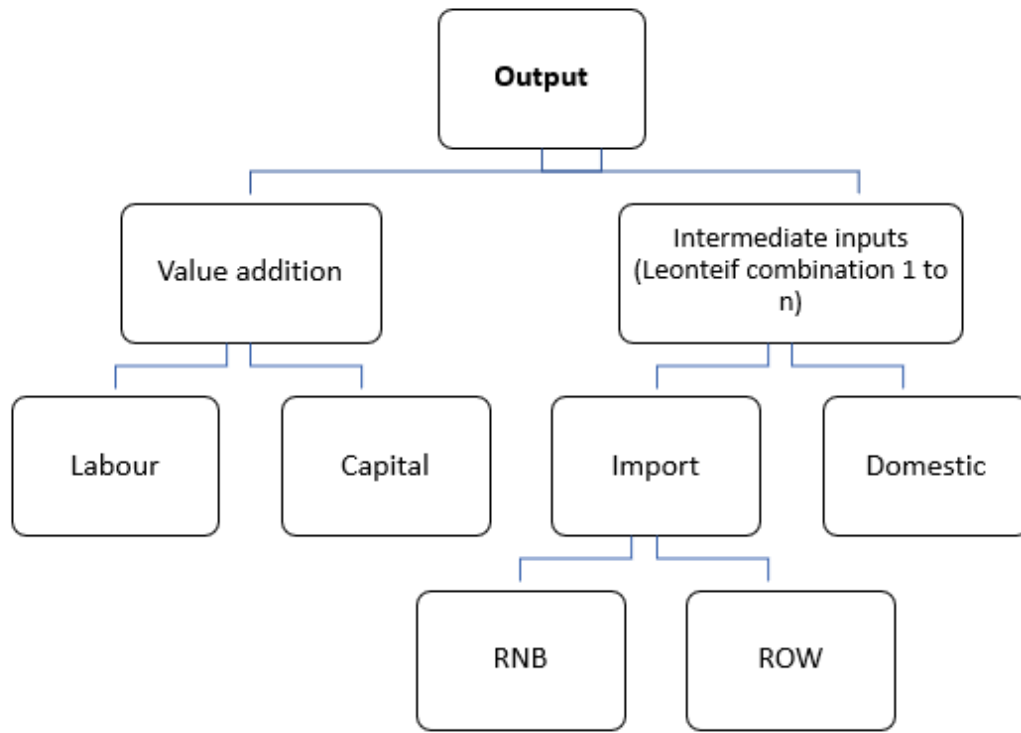 Output
Value addition
Intermediate inputs
(Leonteif combination 1 to
n)
Labour
Capital
Import
Domestic
RNB
ROW